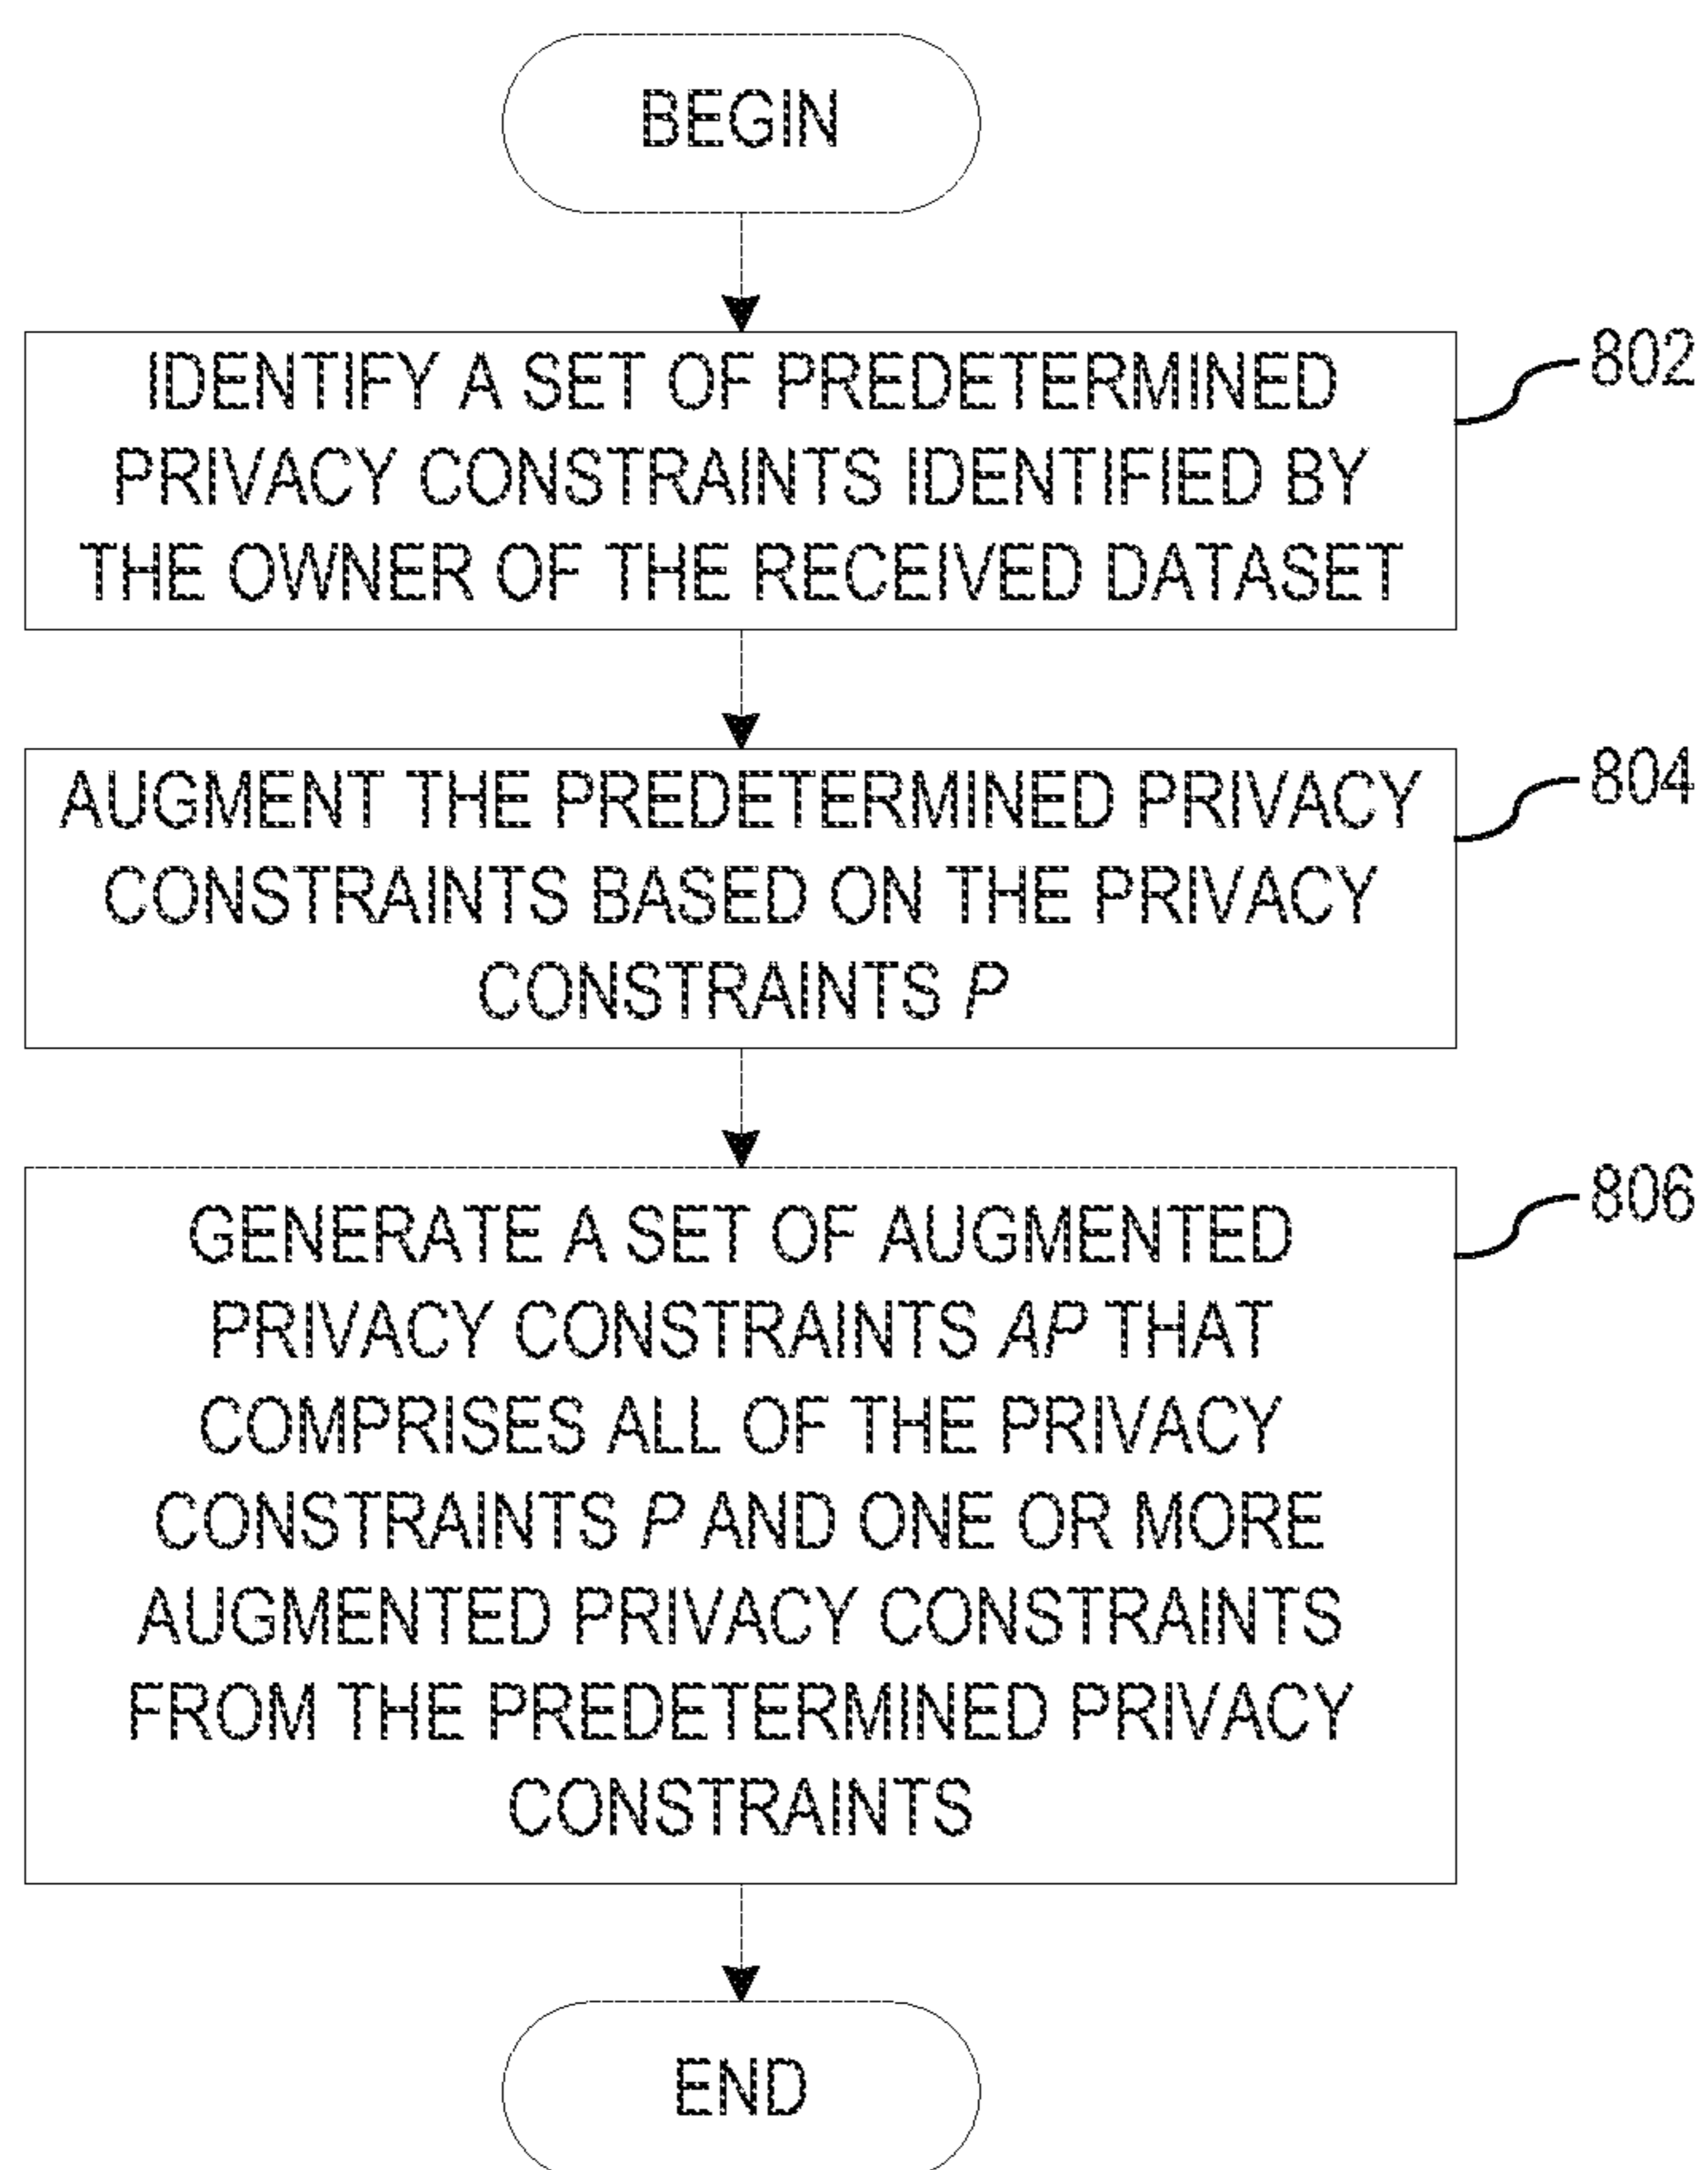 BEGIN
IDENTIFY A SET OF PREDETERMINED
PRIVACY CONSTRAINTS IDENTIFIED BY
THE OWNER OF THE RECEIVED DATASET
802
AUGMENT THE PREDETERMINED PRIVACY
CONSTRAINTS BASED ON THE PRIVACY
CONSTRAINTS P
804
GENERATE A SET OF AUGMENTED
PRIVACY CONSTRAINTS AP THAT
COMPRISES ALL OF THE PRIVACY
CONSTRAINTS P AND ONE OR MORE
AUGMENTED PRIVACY CONSTRAINTS
FROM THE PREDETERMINED PRIVACY
CONSTRAINTS
806
END